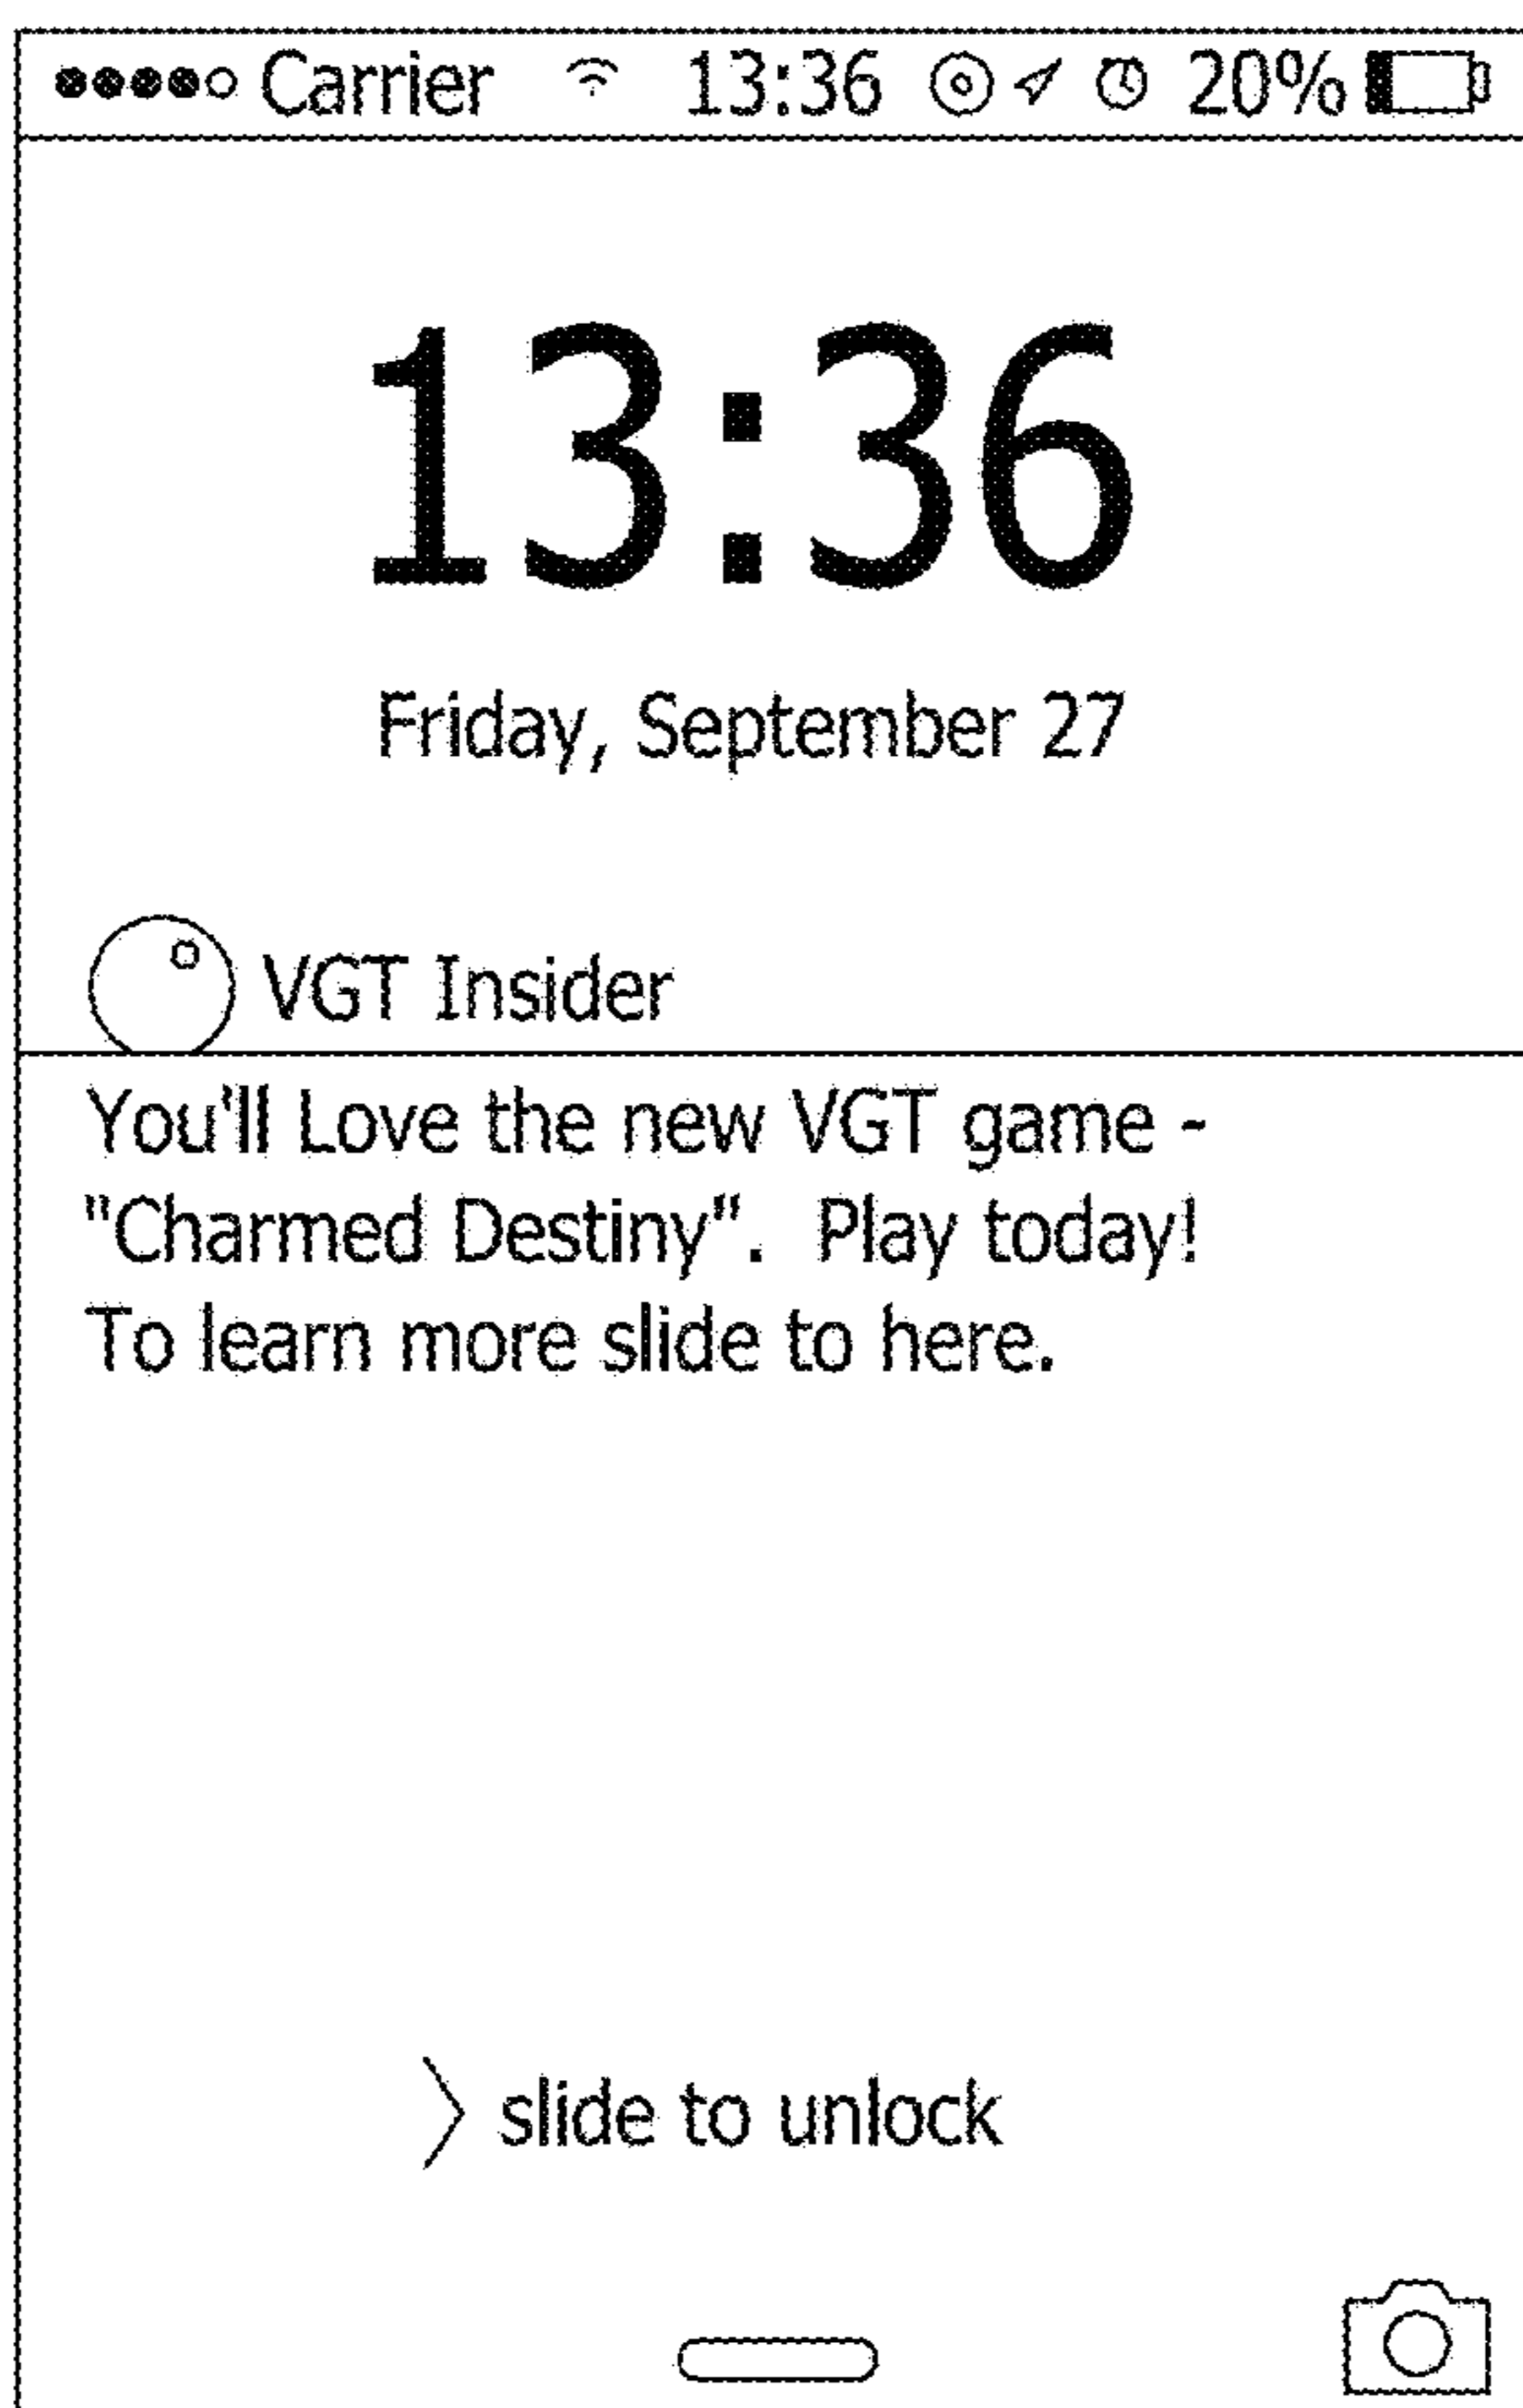 Carrier 13:36 20%
13:36
Friday, September 27
VGT Insider
You'll Love the new VGT game -
"Charmed Destiny".  Play today!
To learn more slide to here.
slide to unlock